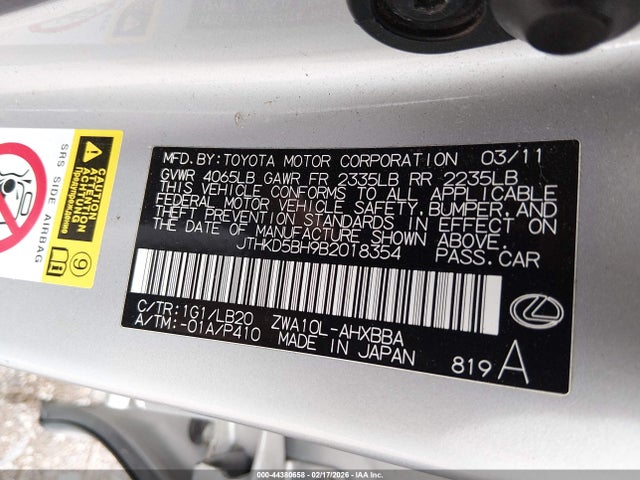 MFD. BY: TOYOTA MOTOR CORPORATION 03/11
GVWR 4065LB GAWR FR 2335LB RR 2235LB
THIS VEHICLE CONFORMS TO ALL APPLICABLE
FEDERAL MOTOR VEHICLE SAFETY, BUMPER, AND
THEFT PREVENTION STANDARDS IN EFFECT ON
THE DATE OF MANUFACTURE SHOWN ABOVE.
JTHKD5BH9B2018354 PASS. CAR
C/TR: 1G1/LB20 ZWA10L-AHXBBA
A/TM: -01A/P410 MADE IN JAPAN
819 A
SRS SIDE AIRBAG
CAUTION
ATTENTION
ACHTUNG
9
000-44380658 - 02/17/2026 - IAAI, Inc.